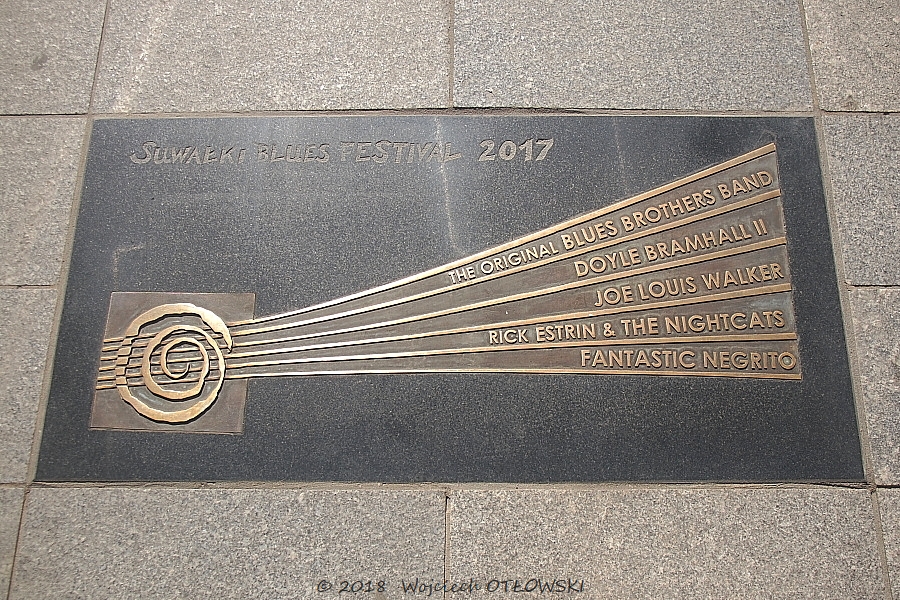 SUWAŁKI BLUES FESTIVAL 2017
THE ORIGINAL BLUES BROTHERS BAND
DOYLE BRAMHALL II
JOE LOUIS WALKER
RICK ESTRIN & THE NIGHTCATS
FANTASTIC NEGRITO
© 2018 Wojciech OTŁOWSKI